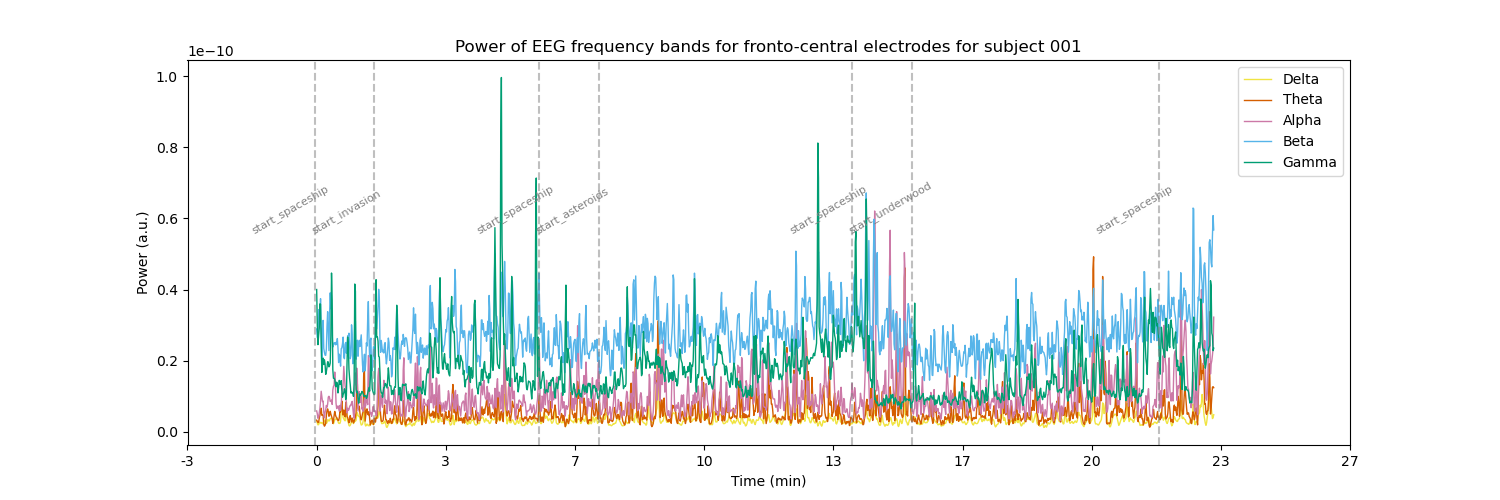 Power of EEG frequency bands for fronto-central electrodes for subject 001
1e−10
1.0
0.8
0.6
0.4
0.2
0.0
Power (a.u.)
start_spaceship
start_invasion
start_spaceship
start_asteroids
start_spaceship
start_underwood
start_spaceship
Delta
Theta
Alpha
Beta
Gamma
-3 0 3 7 10 13 17 20 23 27
Time (min)